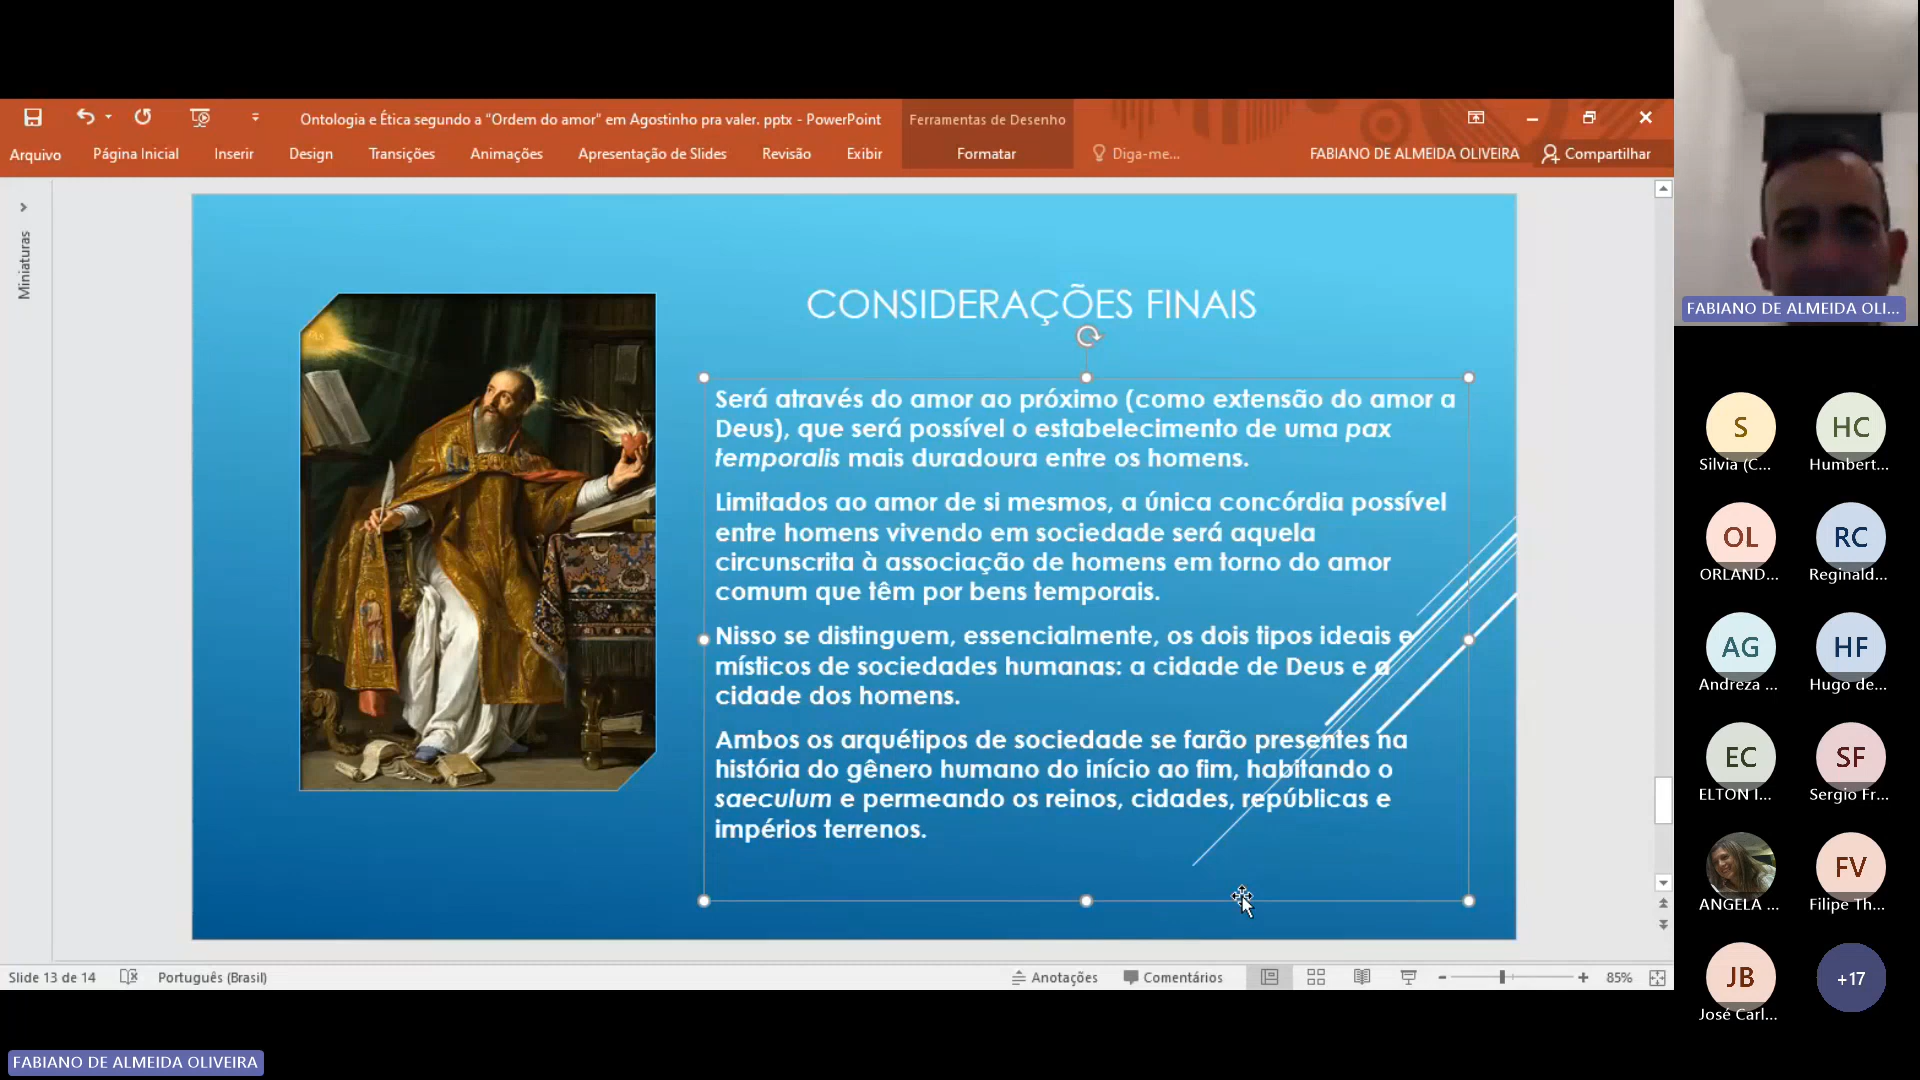 Ontologia e Ética segundo a “Ordem do amor” em Agostinho pra valer. pptx - PowerPoint
Ferramentas de Desenho
Arquivo
Página Inicial
Inserir
Design
Transições
Animações
Apresentação de Slides
Revisão
Exibir
Formatar
Diga-me...
FABIANO DE ALMEIDA OLIVEIRA
Compartilhar
Miniaturas
CONSIDERAÇÕES FINAIS
Será através do amor ao próximo (como extensão do amor a
Deus), que será possível o estabelecimento de uma pax
temporalis mais duradoura entre os homens.
Limitados ao amor de si mesmos, a única concórdia possível
entre homens vivendo em sociedade será aquela
circunscrita à associação de homens em torno do amor
comum que têm por bens temporais.
Nisso se distinguem, essencialmente, os dois tipos ideais e
místicos de sociedades humanas: a cidade de Deus e a
cidade dos homens.
Ambos os arquétipos de sociedade se farão presentes na
história do gênero humano do início ao fim, habitando o
saeculum e permeando os reinos, cidades, repúblicas e
impérios terrenos.
Slide 13 de 14
Português (Brasil)
Anotações
Comentários
85%
FABIANO DE ALMEIDA OLIVEIRA
FABIANO DE ALMEIDA OLI...
S
Silvia (C...
HC
Humbert...
OL
ORLAND...
RC
Reginald...
AG
Andreza ...
HF
Hugo de...
EC
ELTON I...
SF
Sergio Fr...
ANGELA ...
FV
Filipe Th...
JB
José Carl...
+17